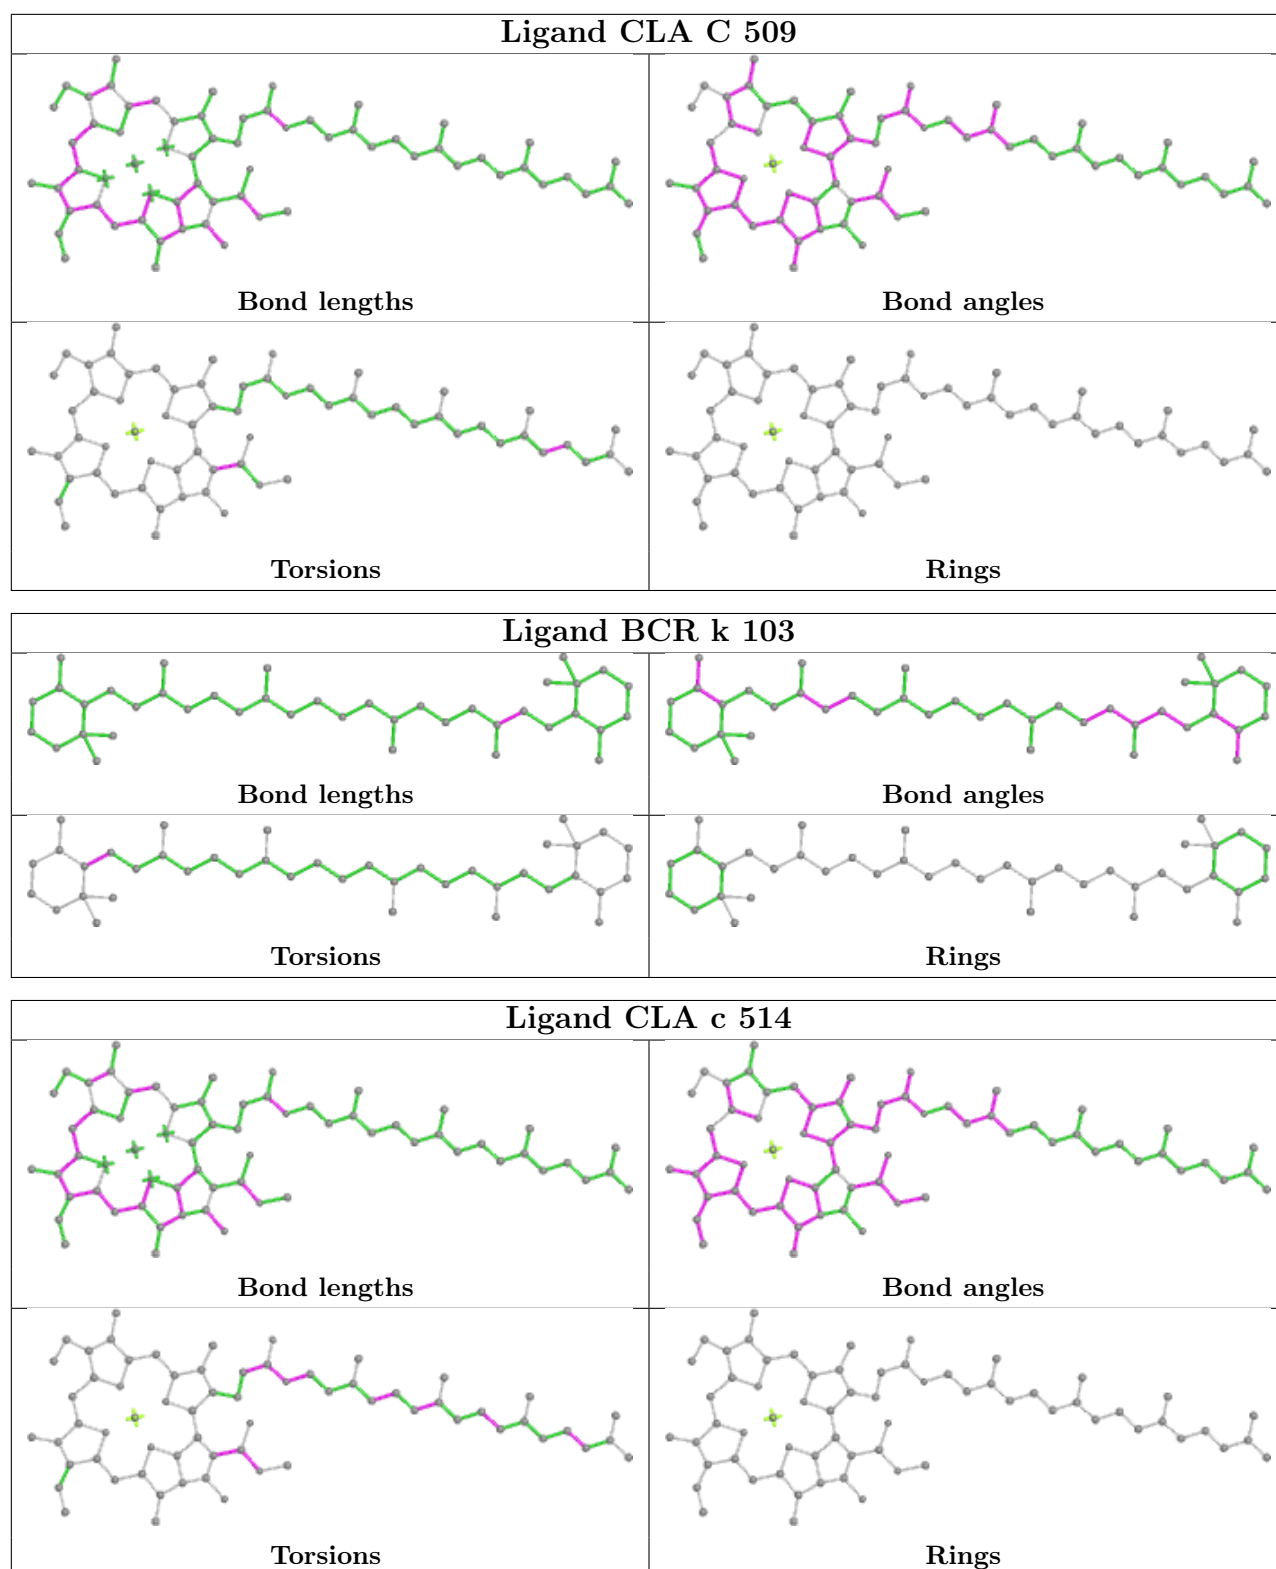 Ligand CLA C 509
Bond lengths
Bond angles
Torsions
Rings
Ligand BCR k 103
Bond lengths
Bond angles
Torsions
Rings
Ligand CLA c 514
Bond lengths
Bond angles
Torsions
Rings